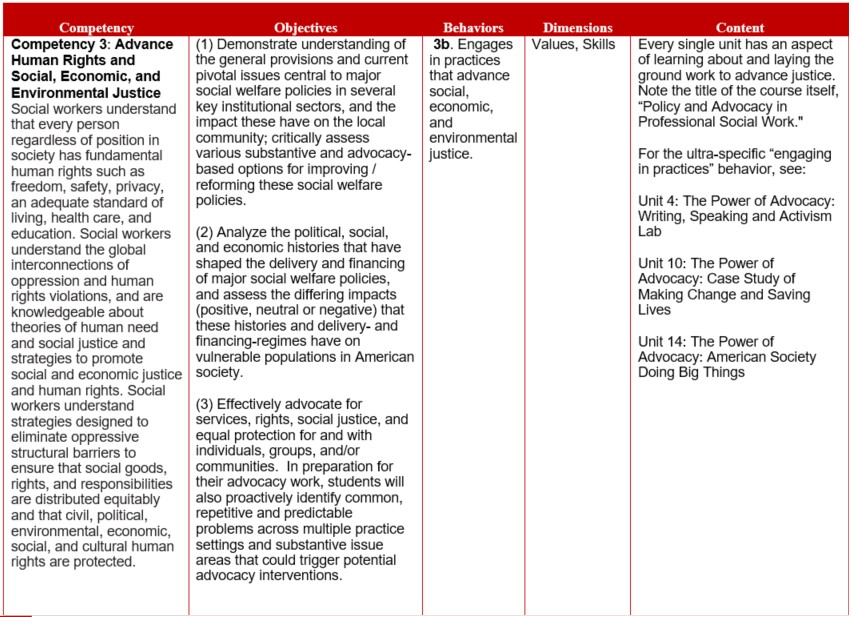 Competency
Objectives
Behaviors
Dimensions
Content
Competency 3: Advance
Human Rights and
Social, Economic, and
Environmental Justice
Social workers understand
that every person
regardless of position in
society has fundamental
human rights such as
freedom, safety, privacy,
an adequate standard of
living, health care, and
education. Social workers
understand the global
interconnections of
oppression and human
rights violations, and are
knowledgeable about
theories of human need
and social justice and
strategies to promote
social and economic justice
and human rights. Social
workers understand
strategies designed to
eliminate oppressive
structural barriers to
ensure that social goods,
rights, and responsibilities
are distributed equitably
and that civil, political,
environmental, economic,
social, and cultural human
rights are protected.
(1) Demonstrate understanding of
the general provisions and current
pivotal issues central to major
social welfare policies in several
key institutional sectors, and the
impact these have on the local
community; critically assess
various substantive and advocacy-
based options for improving /
reforming these social welfare
policies.
(2) Analyze the political, social,
and economic histories that have
shaped the delivery and financing
of major social welfare policies,
and assess the differing impacts
(positive, neutral or negative) that
these histories and delivery- and
financing-regimes have on
vulnerable populations in American
society.
(3) Effectively advocate for
services, rights, social justice, and
equal protection for and with
individuals, groups, and/or
communities.  In preparation for
their advocacy work, students will
also proactively identify common,
repetitive and predictable
problems across multiple practice
settings and substantive issue
areas that could trigger potential
advocacy interventions.
3b. Engages
in practices
that advance
social,
economic,
and
environmental
justice.
Values, Skills
Every single unit has an aspect
of learning about and laying the
ground work to advance justice.
Note the title of the course itself,
“Policy and Advocacy in
Professional Social Work."
For the ultra-specific “engaging
in practices” behavior, see:
Unit 4: The Power of Advocacy:
Writing, Speaking and Activism
Lab
Unit 10: The Power of
Advocacy: Case Study of
Making Change and Saving
Lives
Unit 14: The Power of
Advocacy: American Society
Doing Big Things